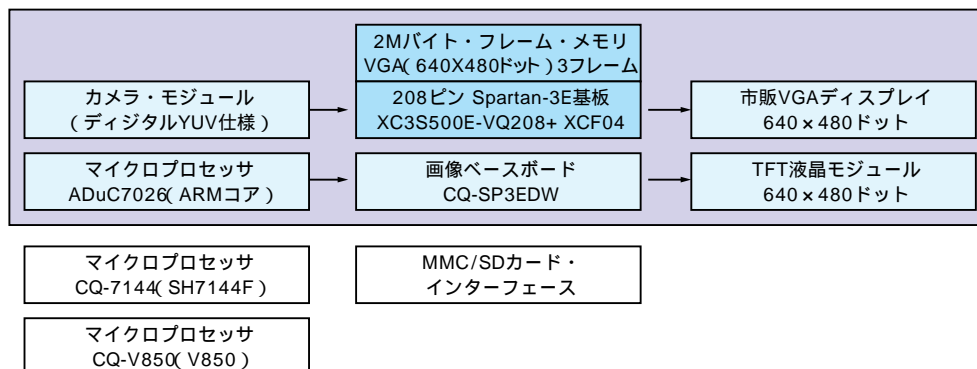 2Mバイト・フレーム・メモリ
VGA(640X480ドット)3フレーム
カメラ・モジュール
(ディジタルYUV仕様)
208ピン Spartan-3E基板
XC3S500E-VQ208+ XCF04
市販VGAディスプレイ
640×480ドット
マイクロプロセッサ
ADuC7026(ARMコア)
画像ベースボード
CQ-SP3EDW
TFT液晶モジュール
640×480ドット
マイクロプロセッサ
CQ-7144(SH7144F)
MMC/SDカード・
インターフェース
マイクロプロセッサ
CQ-V850(V850)